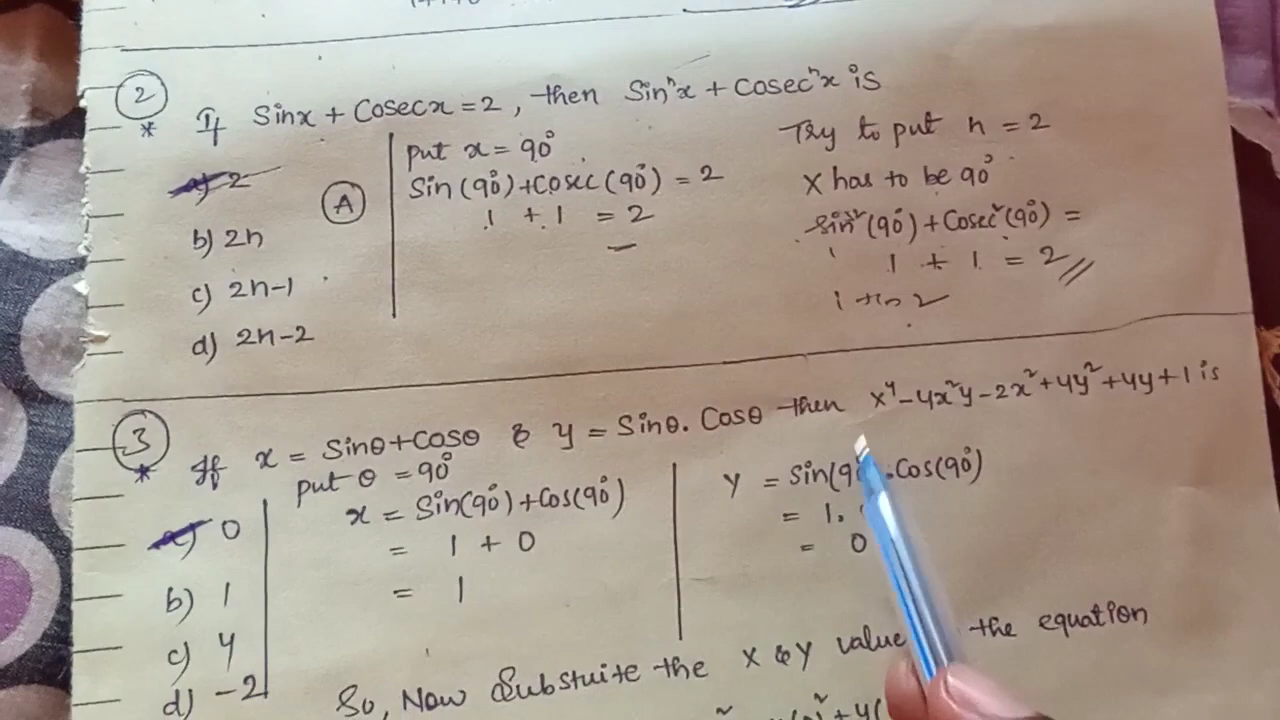 ② If Sinx + Cosecx = 2, then Sinⁿx + Cosecⁿx is
*
a) 2
b) 2n
c) 2n-1
d) 2n-2
A
put x = 90°
Sin(90°)+Cosec(90°) = 2
1 + 1 = 2
Try to put n = 2
x has to be 90°
Sin²(90°)+Cosec²(90°) =
1 + 1 = 2
③ If x = Sinθ+Cosθ & y = Sinθ. Cosθ then x⁴-4x²y-2x²+4y²+4y+1 is
*
a) 0
b) 1
c) 4
d) -2
put θ = 90°
x = Sin(90°)+Cos(90°)
= 1 + 0
= 1
y = Sin(90°).Cos(90°)
= 1.
= 0
So, Now Substuite the x & y value the equation